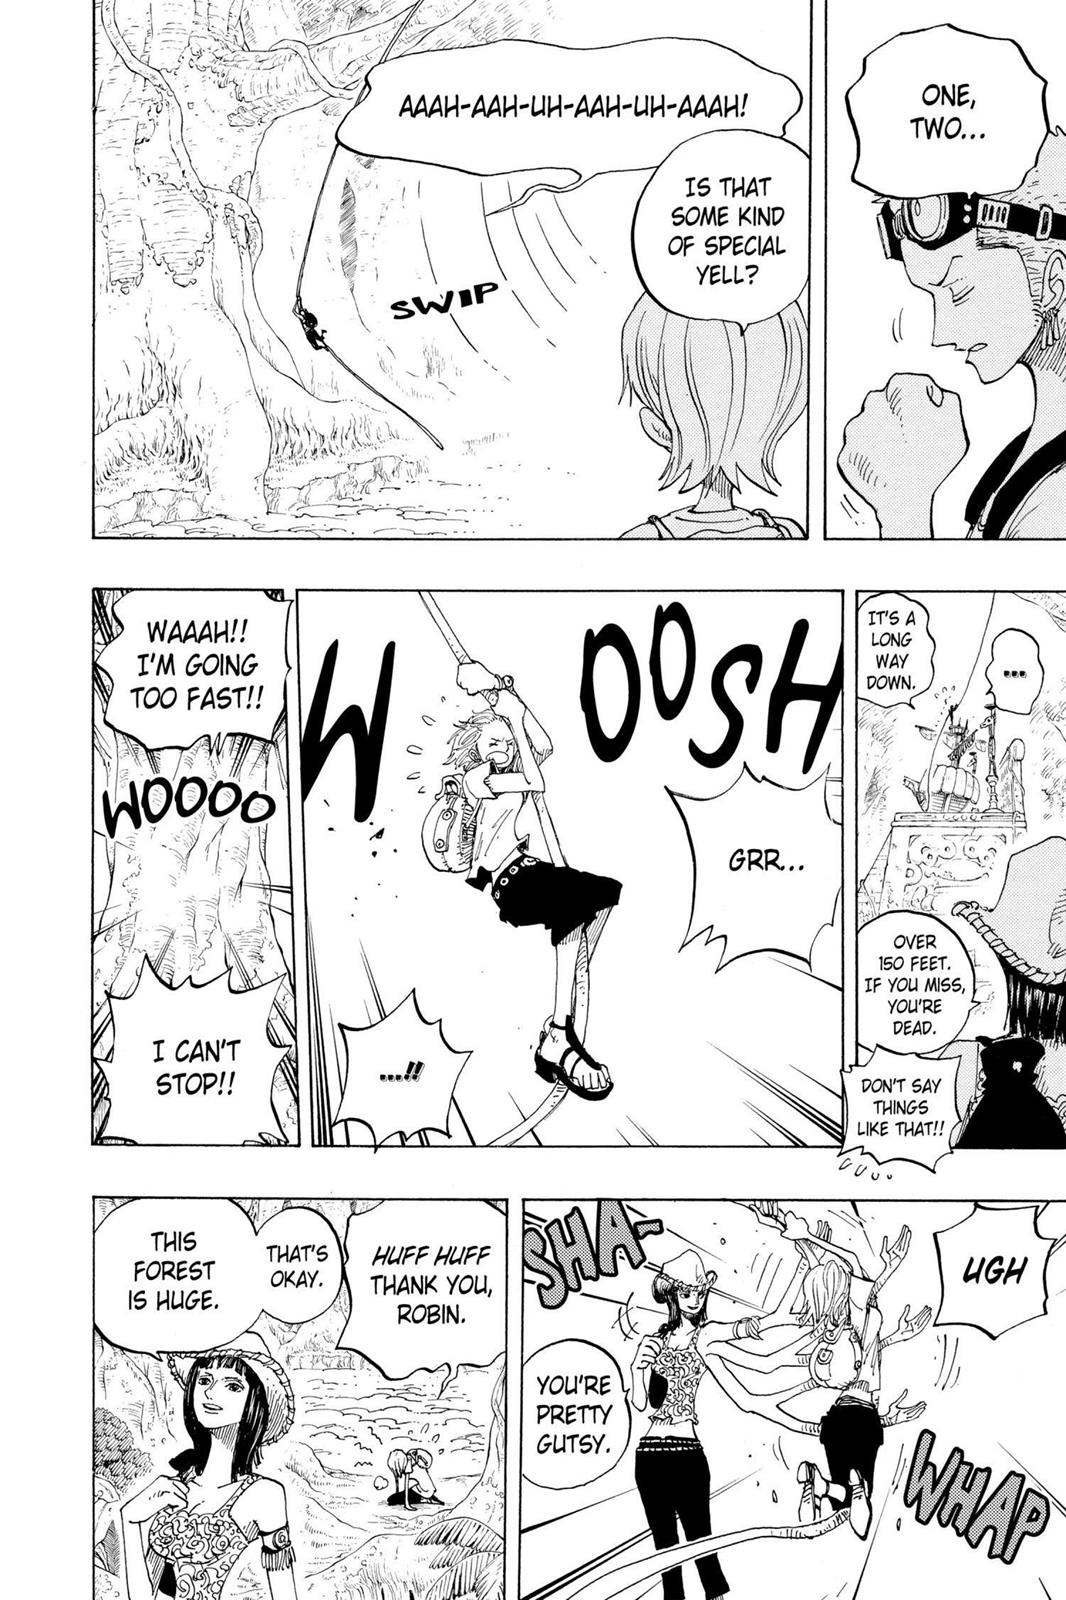 ONE,
TWO...
AAAH-AAH-UH-AAH-UH-AAAH!
IS THAT
SOME KIND
OF SPECIAL
YELL?
SWIP
IT'S A
LONG
WAY
DOWN.
...
OVER
150 FEET.
IF YOU MISS,
YOU'RE
DEAD.
DON'T SAY
THINGS
LIKE THAT!!
WOOSH
GRR...
...!!
WAAAH!!
I'M GOING
TOO FAST!!
WOOOO
I CAN'T
STOP!!
UGH
SHA-
YOU'RE
PRETTY
GUTSY.
WHAP
HUFF HUFF
THANK YOU,
ROBIN.
THAT'S
OKAY.
THIS
FOREST
IS HUGE.